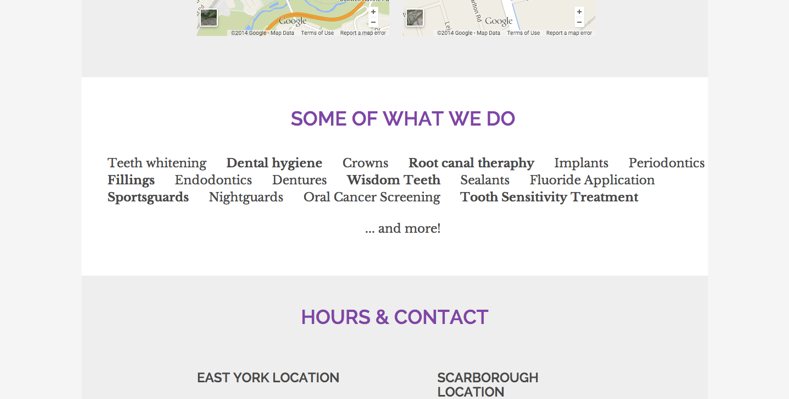 Google Google
©2014 Google - Map Data Terms of Use Report a map error ©2014 Google - Map Data Terms of Use Report a map error
SOME OF WHAT WE DO
Teeth whitening Dental hygiene Crowns Root canal theraphy Implants Periodontics
Fillings Endodontics Dentures Wisdom Teeth Sealants Fluoride Application
Sportsguards Nightguards Oral Cancer Screening Tooth Sensitivity Treatment
... and more!
HOURS & CONTACT
EAST YORK LOCATION SCARBOROUGH
LOCATION